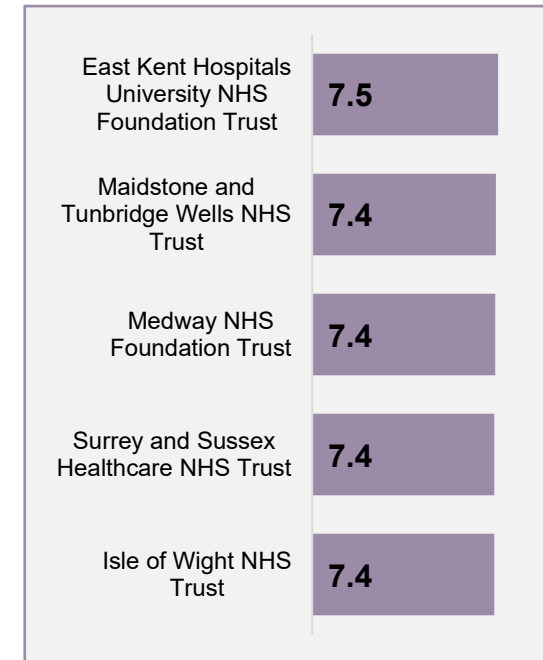 East Kent Hospitals
University NHS
Foundation Trust
7.5
Maidstone and
Tunbridge Wells NHS
Trust
7.4
Medway NHS
Foundation Trust
7.4
Surrey and Sussex
Healthcare NHS Trust
7.4
Isle of Wight NHS
Trust
7.4